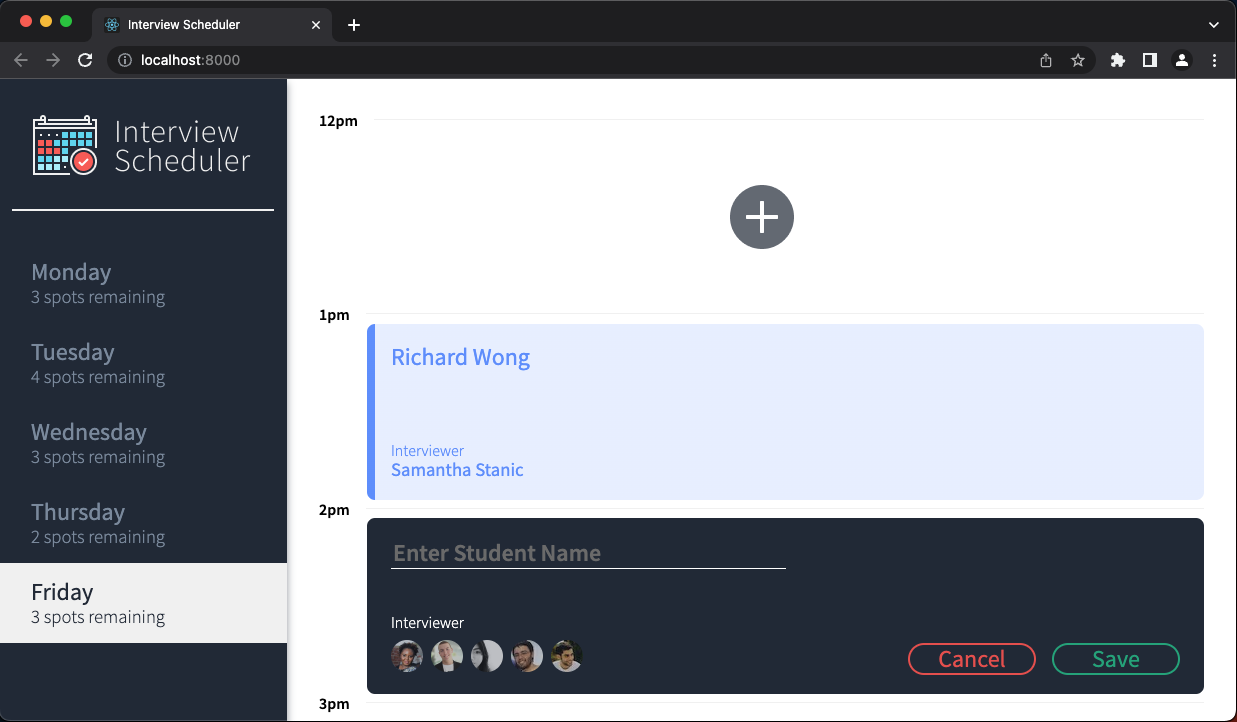 Interview Scheduler
localhost:8000
Interview
Scheduler
Monday
3 spots remaining
Tuesday
4 spots remaining
Wednesday
3 spots remaining
Thursday
2 spots remaining
Friday
3 spots remaining
12pm
1pm
Richard Wong
Interviewer
Samantha Stanic
2pm
Enter Student Name
Interviewer
Cancel Save
3pm